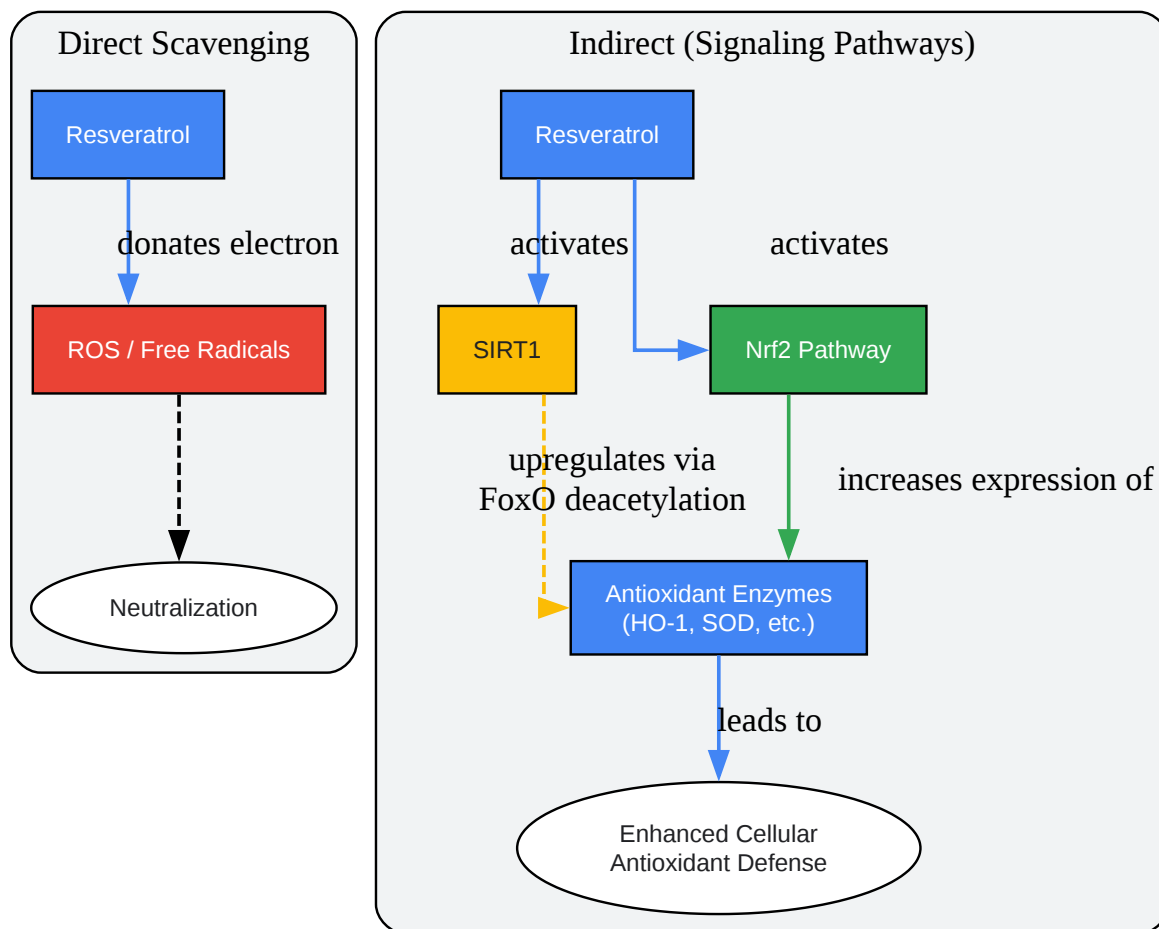 Direct Scavenging
Resveratrol
donates electron
ROS / Free Radicals
Neutralization
Indirect (Signaling Pathways)
Resveratrol
activates
activates
SIRT1
Nrf2 Pathway
upregulates via
FoxO deacetylation
increases expression of
Antioxidant Enzymes
(HO-1, SOD, etc.)
leads to
Enhanced Cellular
Antioxidant Defense